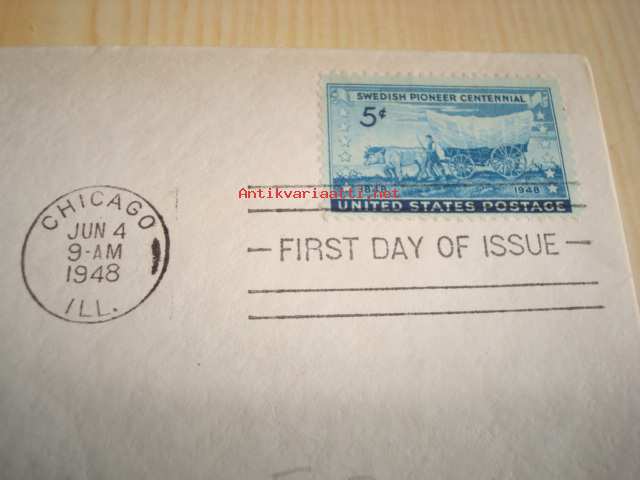 SWEDISH PIONEER CENTENNIAL
5¢
1948
UNITED STATES POSTAGE
Antikvariaatti.net
CHICAGO
JUN 4
9-AM
1948
ILL.
FIRST DAY OF ISSUE